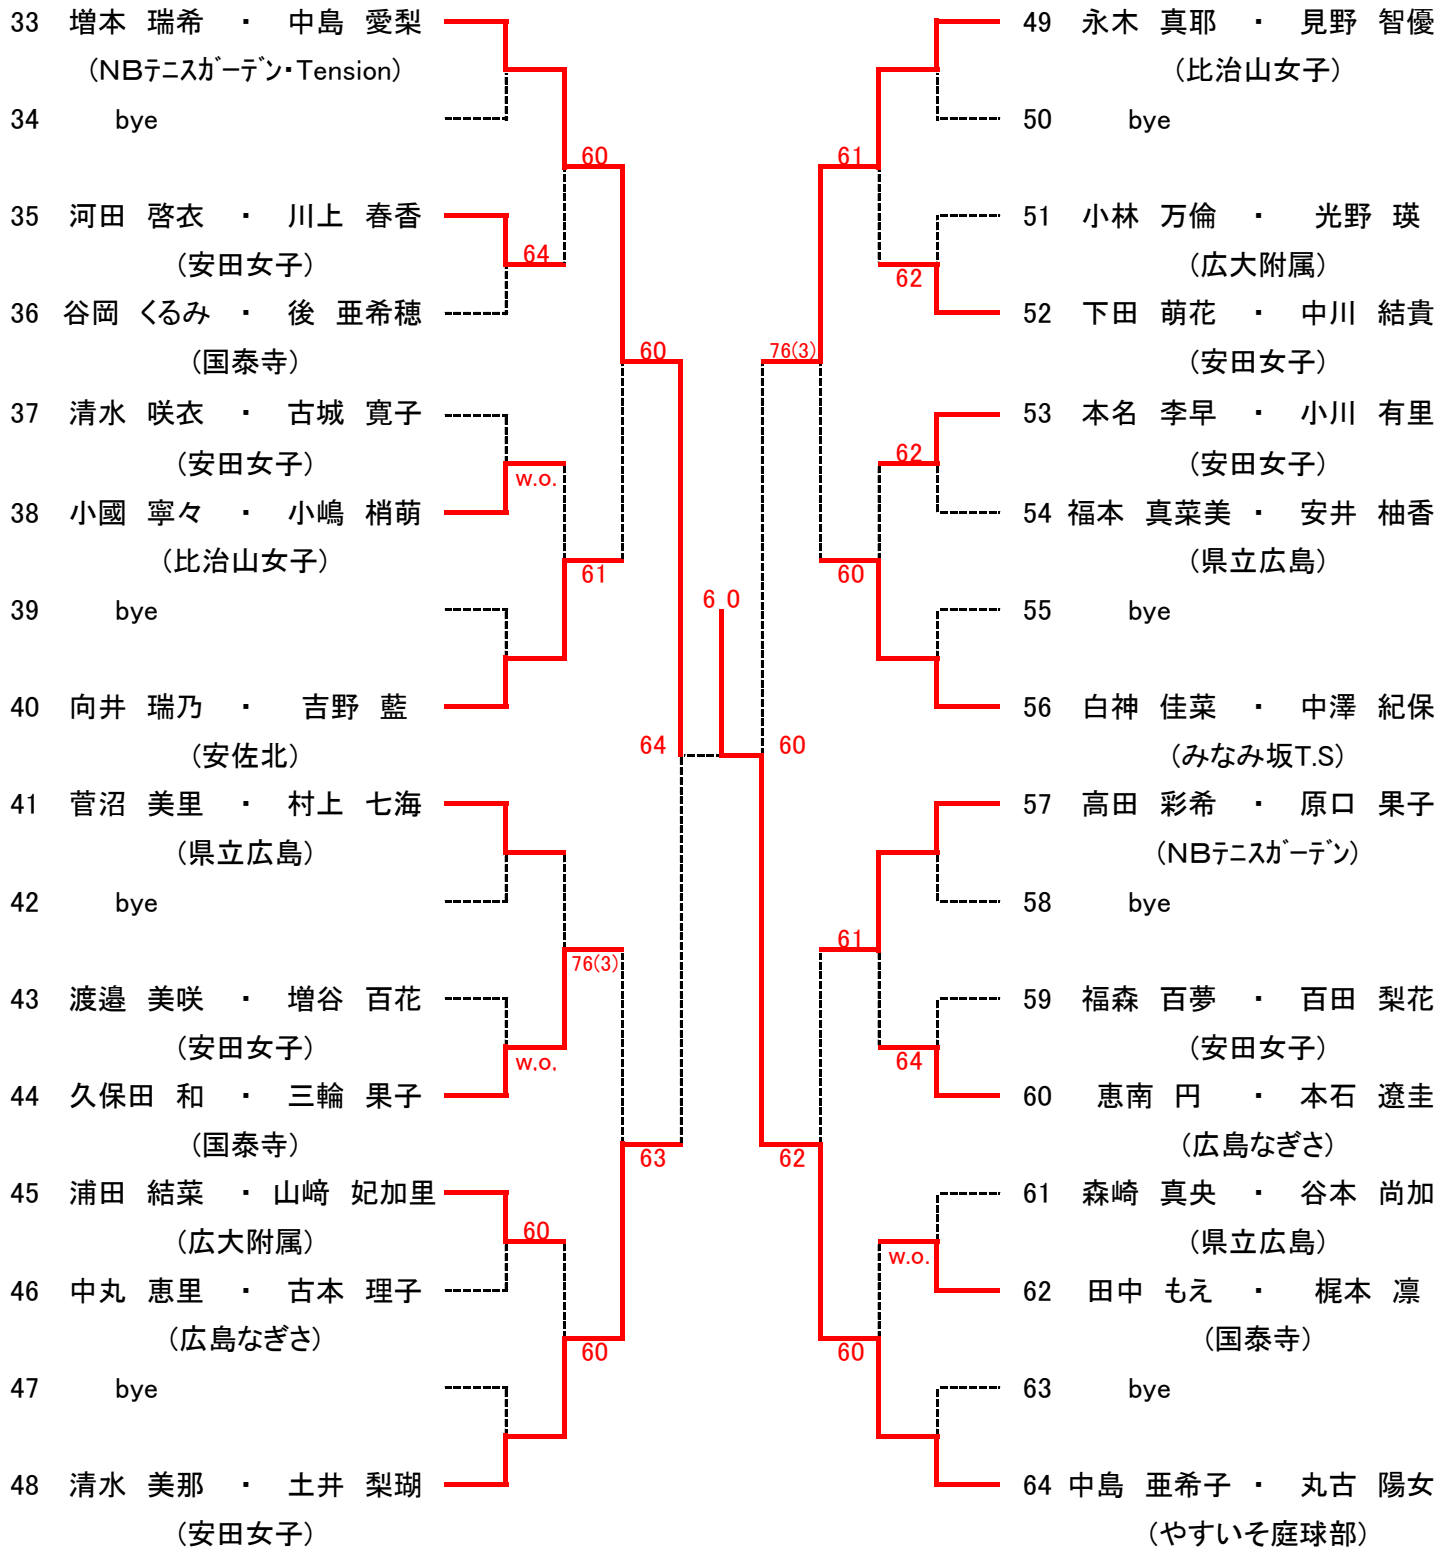 33 増本 瑞希 ・ 中島 愛梨
(NBテニスガーデン・Tension)
34 bye
60
35 河田 啓衣 ・ 川上 春香
64
(安田女子)
36 谷岡 くるみ ・ 後 亜希穂
(国泰寺)
60
37 清水 咲衣 ・ 古城 寛子
(安田女子)
w.o.
38 小國 寧々 ・ 小嶋 梢萌
(比治山女子)
61
39 bye
40 向井 瑞乃 ・ 吉野 藍
(安佐北)
64
41 菅沼 美里 ・ 村上 七海
(県立広島)
42 bye
76(3)
43 渡邉 美咲 ・ 増谷 百花
(安田女子)
w.o.
44 久保田 和 ・ 三輪 果子
(国泰寺)
63
45 浦田 結菜 ・ 山﨑 妃加里
60
(広大附属)
46 中丸 恵里 ・ 古本 理子
(広島なぎさ)
60
47 bye
48 清水 美那 ・ 土井 梨瑚
(安田女子)
6 0
49 永木 真耶 ・ 見野 智優
(比治山女子)
50 bye
61
51 小林 万倫 ・ 光野 瑛
(広大附属)
62
52 下田 萌花 ・ 中川 結貴
76(3)
(安田女子)
53 本名 李早 ・ 小川 有里
62
(安田女子)
54 福本 真菜美 ・ 安井 柚香
(県立広島)
60
55 bye
56 白神 佳菜 ・ 中澤 紀保
60
(みなみ坂T.S)
57 高田 彩希 ・ 原口 果子
(NBテニスガーデン)
58 bye
61
59 福森 百夢 ・ 百田 梨花
(安田女子)
64
60 恵南 円 ・ 本石 遼圭
(広島なぎさ)
62
61 森崎 真央 ・ 谷本 尚加
(県立広島)
w.o.
62 田中 もえ ・ 梶本 凛
(国泰寺)
60
63 bye
64 中島 亜希子 ・ 丸古 陽女
(やすいそ庭球部)